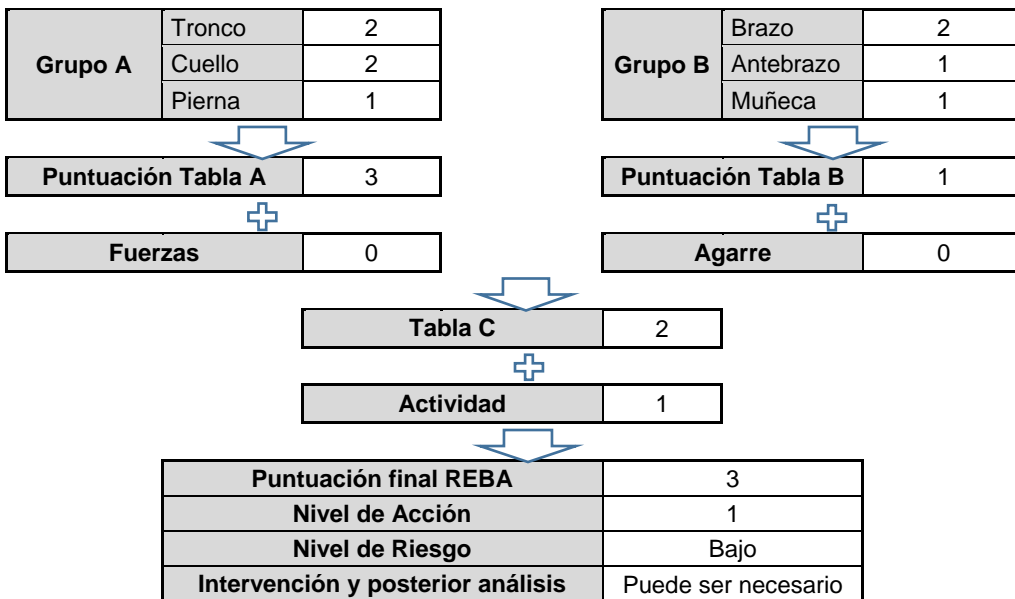 Grupo A
Tronco 2
Cuello 2
Pierna 1
Grupo B
Brazo 2
Antebrazo 1
Muñeca 1
Puntuación Tabla A 3
Puntuación Tabla B 1
Fuerzas 0
Agarre 0
Tabla C 2
Actividad 1
Puntuación final REBA 3
Nivel de Acción 1
Nivel de Riesgo Bajo
Intervención y posterior análisis Puede ser necesario